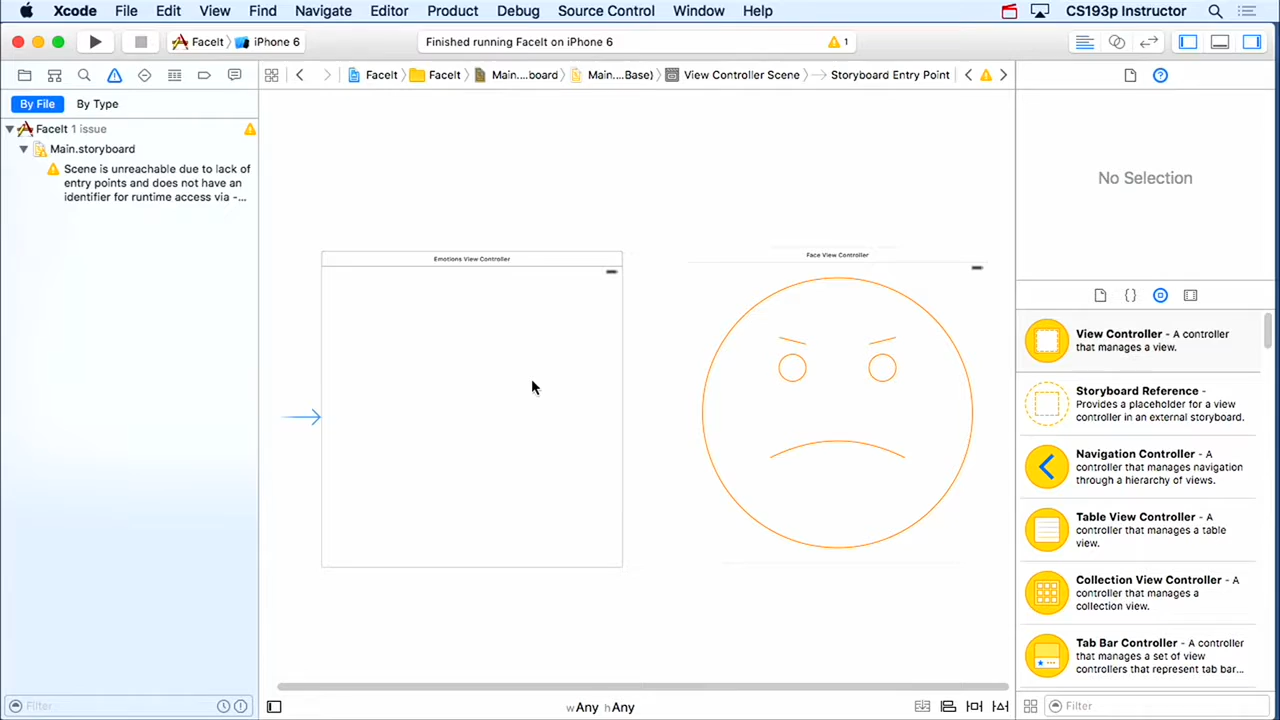 Xcode File Edit View Find Navigate Editor Product Debug Source Control Window Help CS193p Instructor
FaceIt iPhone 6 Finished running FaceIt on iPhone 6 1
FaceIt FaceIt Main....board Main....Base) View Controller Scene Storyboard Entry Point
By File By Type
FaceIt 1 issue
Main.storyboard
Scene is unreachable due to lack of
entry points and does not have an
identifier for runtime access via -...
Filter
Emotions View Controller
Face View Controller
wAny hAny
No Selection
View Controller - A controller
that manages a view.
Storyboard Reference -
Provides a placeholder for a view
controller in an external storyboard.
Navigation Controller - A
controller that manages navigation
through a hierarchy of views.
Table View Controller - A
controller that manages a table
view.
Collection View Controller - A
controller that manages a
collection view.
Tab Bar Controller - A controller
that manages a set of view
controllers that represent tab bar...
Filter